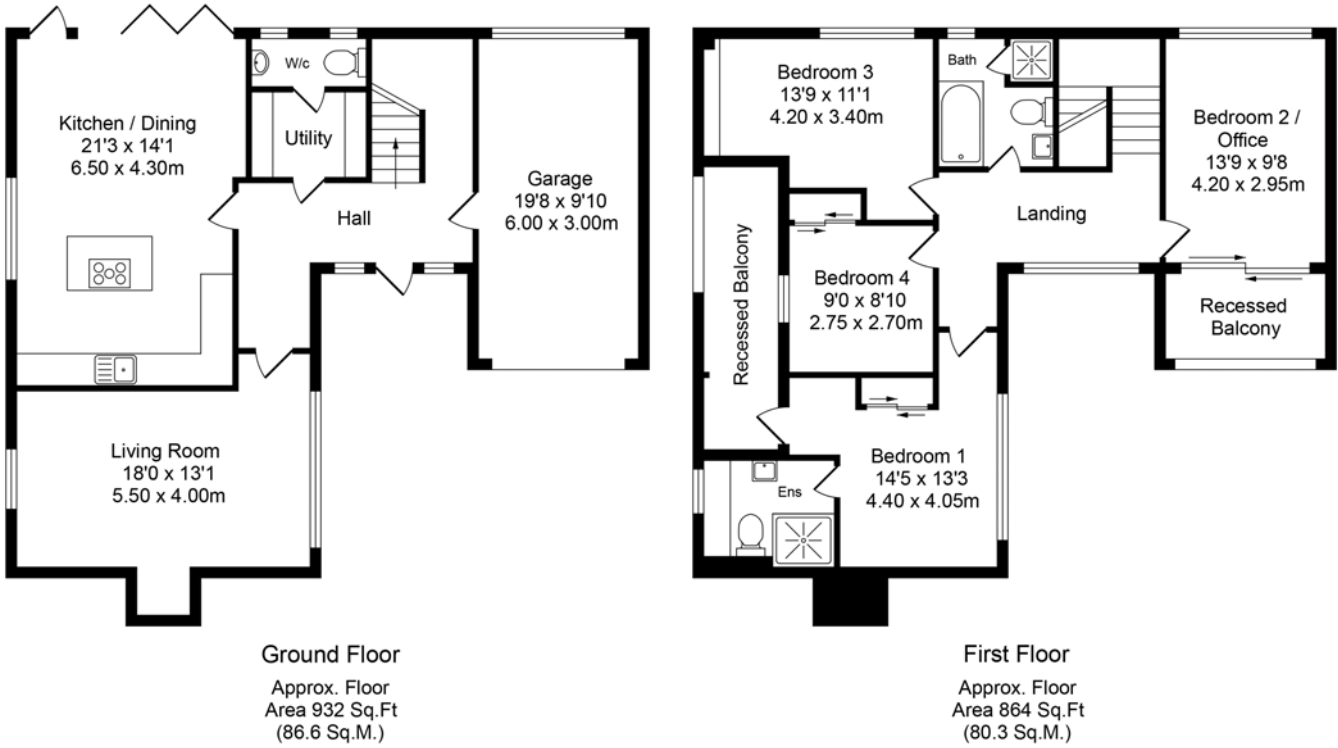 Kitchen / Dining
21'3 x 14'1
6.50 x 4.30m
W/c
Utility
Hall
Garage
19'8 x 9'10
6.00 x 3.00m
Living Room
18'0 x 13'1
5.50 x 4.00m
Ground Floor
Approx. Floor
Area 932 Sq.Ft
(86.6 Sq.M.)
Bedroom 3
13'9 x 11'1
4.20 x 3.40m
Bath
Bedroom 2 /
Office
13'9 x 9'8
4.20 x 2.95m
Landing
Recessed Balcony
Bedroom 4
9'0 x 8'10
2.75 x 2.70m
Recessed
Balcony
Bedroom 1
14'5 x 13'3
4.40 x 4.05m
Ens
First Floor
Approx. Floor
Area 864 Sq.Ft
(80.3 Sq.M.)